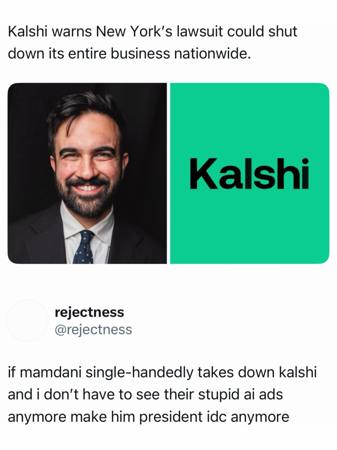 Kalshi warns New York’s lawsuit could shut
down its entire business nationwide.
Kalshi
rejectness
@rejectness
if mamdani single-handedly takes down kalshi
and i don’t have to see their stupid ai ads
anymore make him president idc anymore